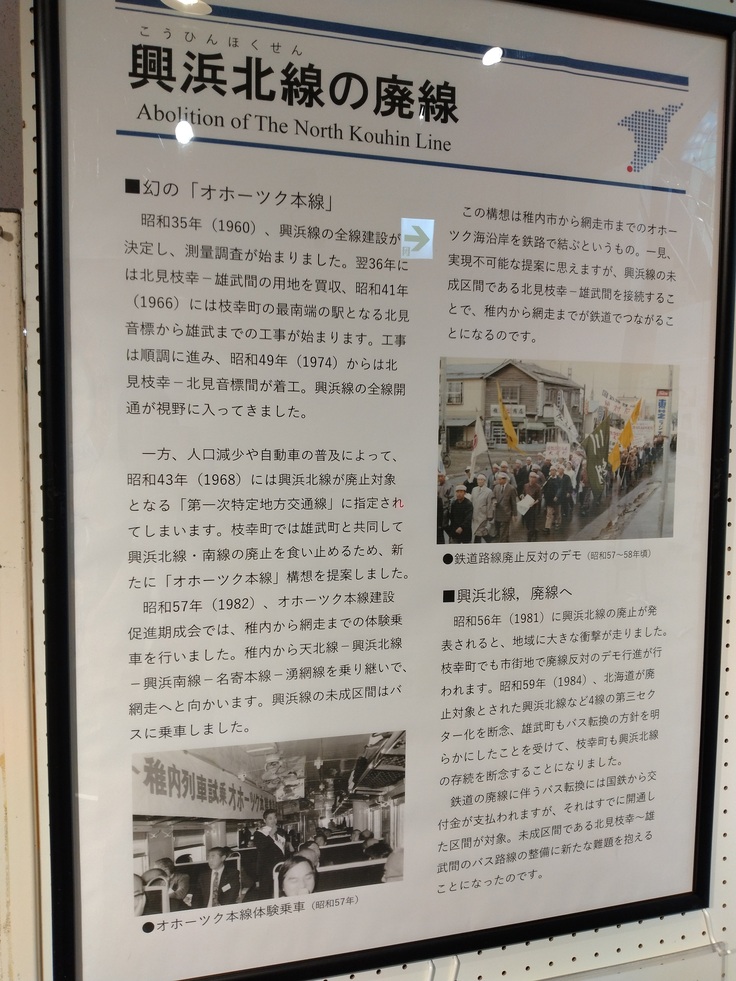 こうひんほくせん
興浜北線の廃線
Abolition of The North Kouhin Line
■幻の「オホーツク本線」
昭和35年（1960）、興浜線の全線建設が
決定し、測量調査が始まりました。翌36年に
は北見枝幸－雄武間の用地を買収、昭和41年
（1966）には枝幸町の最南端の駅となる北見
音標から雄武までの工事が始まります。工事
は順調に進み、昭和49年（1974）からは北
見枝幸－北見音標間が着工。興浜線の全線開
通が視野に入ってきました。
一方、人口減少や自動車の普及によって、
昭和43年（1968）には興浜北線が廃止対象
となる「第一次特定地方交通線」に指定され
てしまいます。枝幸町では雄武町と共同して
興浜北線・南線の廃止を食い止めるため、新
たに「オホーツク本線」構想を提案しました。
昭和57年（1982）、オホーツク本線建設
促進期成会では、稚内から網走までの体験乗
車を行いました。稚内から天北線－興浜北線
－興浜南線－名寄本線－湧網線を乗り継いで、
網走へと向かいます。興浜線の未成区間はバ
スに乗車しました。
稚内列車試乗オホーツク本
●オホーツク本線体験乗車（昭和57年）
この構想は稚内市から網走市までのオホー
ツク海沿岸を鉄路で結ぶというもの。一見、
実現不可能な提案に思えますが、興浜線の未
成区間である北見枝幸－雄武間を接続するこ
とで、稚内から網走までが鉄道でつながるこ
とになるのです。
●鉄道路線廃止反対のデモ（昭和57～58年頃）
■興浜北線，廃線へ
昭和56年（1981）に興浜北線の廃止が発
表されると、地域に大きな衝撃が走りました。
枝幸町でも市街地で廃線反対のデモ行進が行
われます。昭和59年（1984）、北海道が廃
止対象とされた興浜北線など4線の第三セク
ター化を断念、雄武町もバス転換の方針を明
らかにしたことを受けて、枝幸町も興浜北線
の存続を断念することになりました。
鉄道の廃線に伴うバス転換には国鉄から交
付金が支払われますが、それはすでに開通し
た区間が対象。未成区間である北見枝幸～雄
武間のバス路線の整備に新たな難題を抱える
ことになったのです。